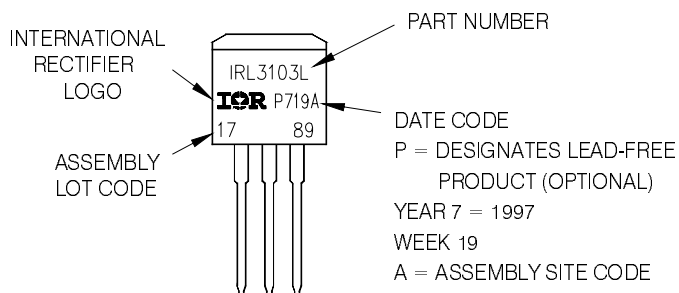 INTERNATIONAL
RECTIFIER
LOGO
ASSEMBLY
LOT CODE
IRL3103L
IOR P719A
17 89
PART NUMBER
DATE CODE
P = DESIGNATES LEAD-FREE
PRODUCT (OPTIONAL)
YEAR 7 = 1997
WEEK 19
A = ASSEMBLY SITE CODE